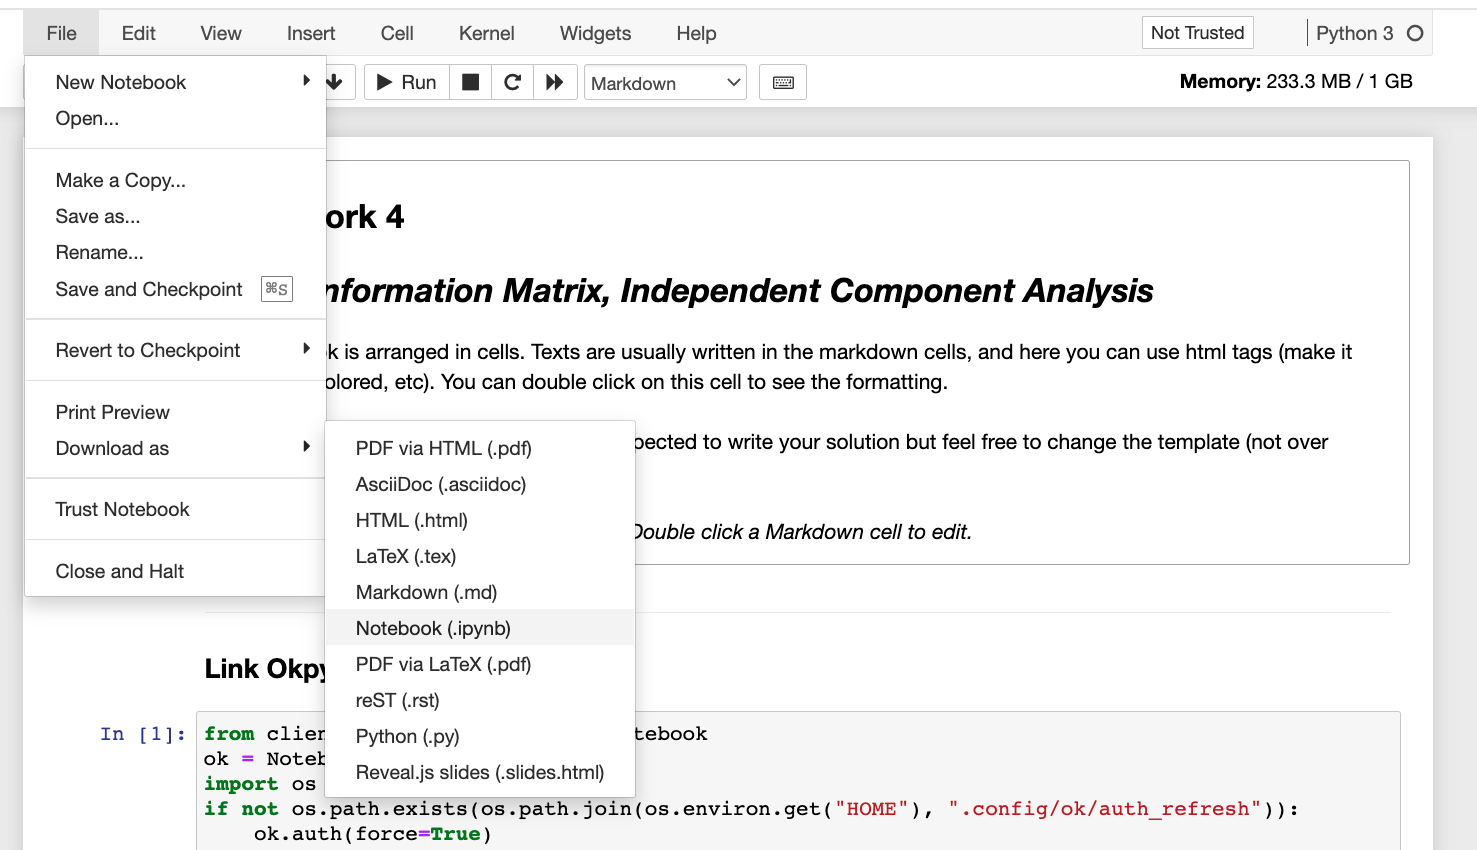 File Edit View Insert Cell Kernel Widgets Help Not Trusted Python 3
New Notebook
Run Markdown Memory: 233.3 MB / 1 GB
Open...
Make a Copy...
Save as...
Rename...
Save and Checkpoint ⌘S
Revert to Checkpoint
Print Preview
Download as
Trust Notebook
Close and Halt
PDF via HTML (.pdf)
AsciiDoc (.asciidoc)
HTML (.html)
LaTeX (.tex)
Markdown (.md)
Notebook (.ipynb)
PDF via LaTeX (.pdf)
reST (.rst)
Python (.py)
Reveal.js slides (.slides.html)
ork 4
nformation Matrix, Independent Component Analysis
k is arranged in cells. Texts are usually written in the markdown cells, and here you can use html tags (make it
olored, etc). You can double click on this cell to see the formatting.
pected to write your solution but feel free to change the template (not over
Double click a Markdown cell to edit.
Link Okpy
In [1]: from clien tebook
ok = Noteb
import os
if not os.path.exists(os.path.join(os.environ.get("HOME"), ".config/ok/auth_refresh")):
ok.auth(force=True)